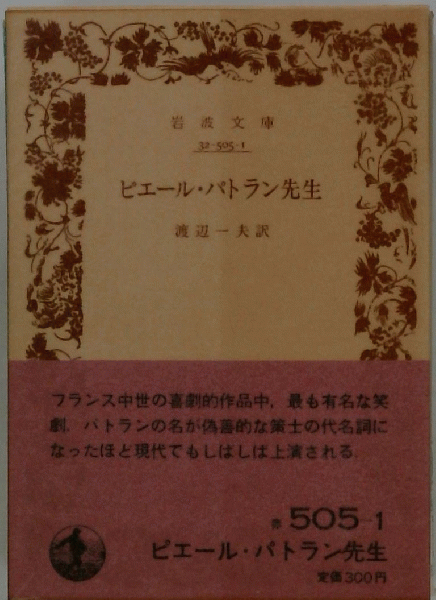 岩波文庫
32-505-1
ピエール・パトラン先生
渡辺一夫訳
フランス中世の喜劇的作品中，最も有名な笑
劇．パトランの名が偽善的な策士の代名詞に
なったほど現代でもしばしば上演される．
赤 505-1
ピエール・パトラン先生
定価300円